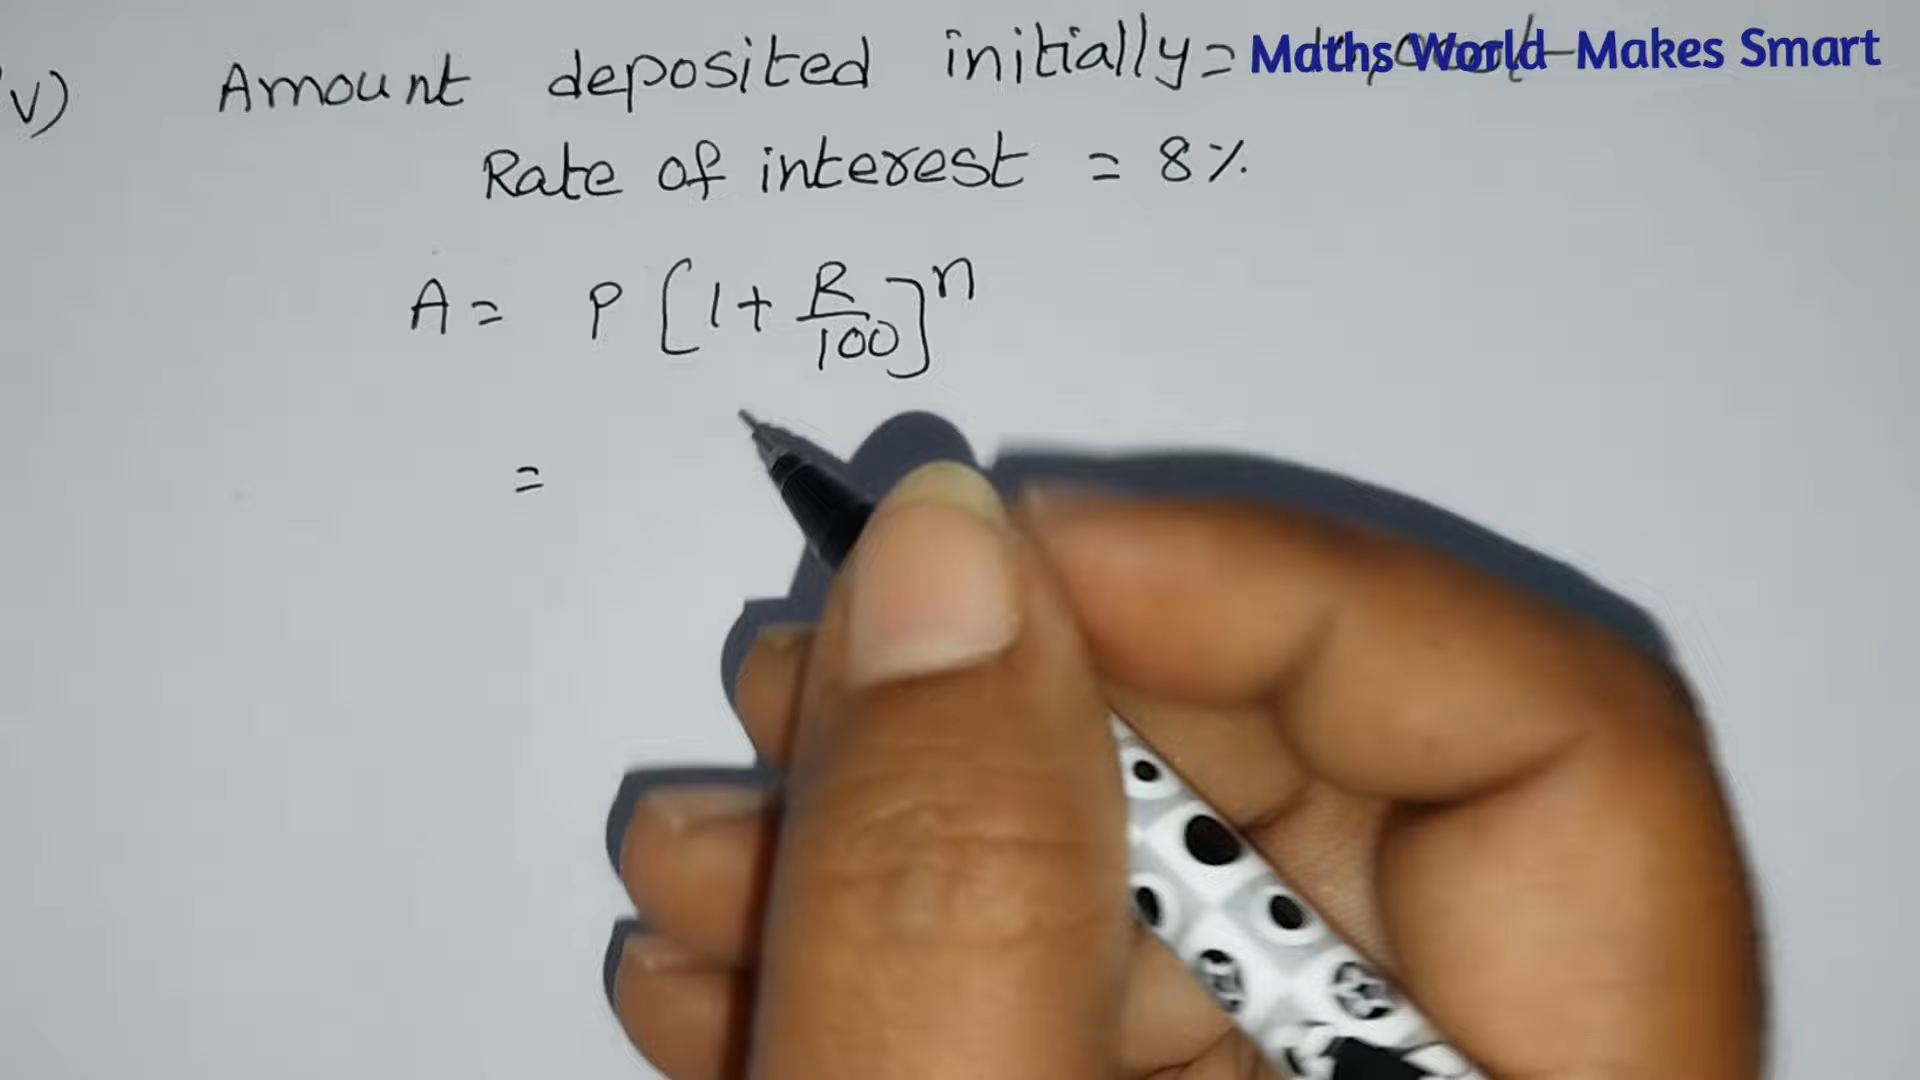 v) Amount deposited initially = Maths World Makes Smart
Rate of interest = 8%
A = P [1 + R/100]^n
=